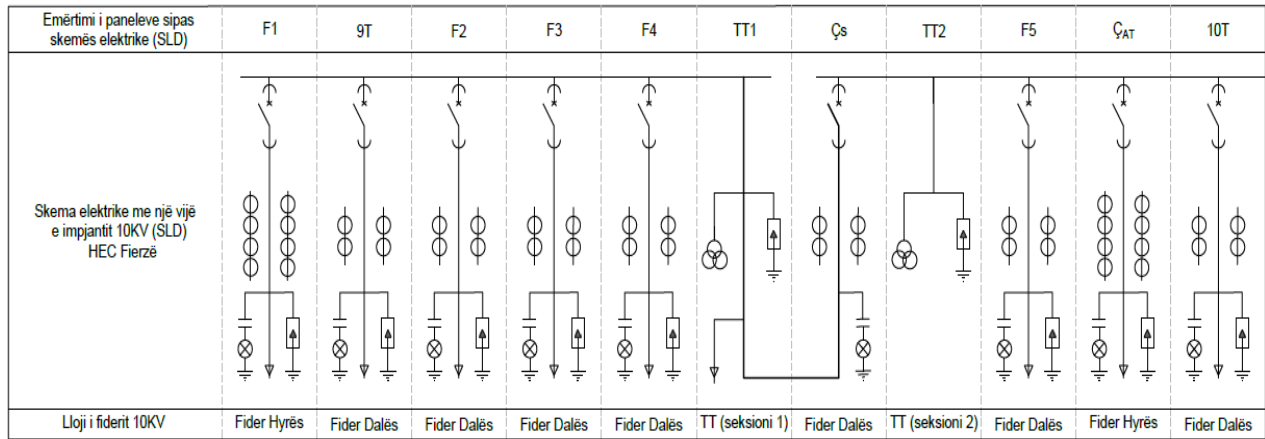 Emërtimi i paneleve sipas
skemës elektrike (SLD)
F1
9T
F2
F3
F4
TT1
Çs
TT2
F5
ÇAT
10T
Skema elektrike me një vijë
e impjantit 10KV (SLD)
HEC Fierzë
Lloji i fiderit 10KV
Fider Hyrës
Fider Dalës
Fider Dalës
Fider Dalës
Fider Dalës
TT (seksioni 1)
Fider Dalës
TT (seksioni 2)
Fider Dalës
Fider Hyrës
Fider Dalës